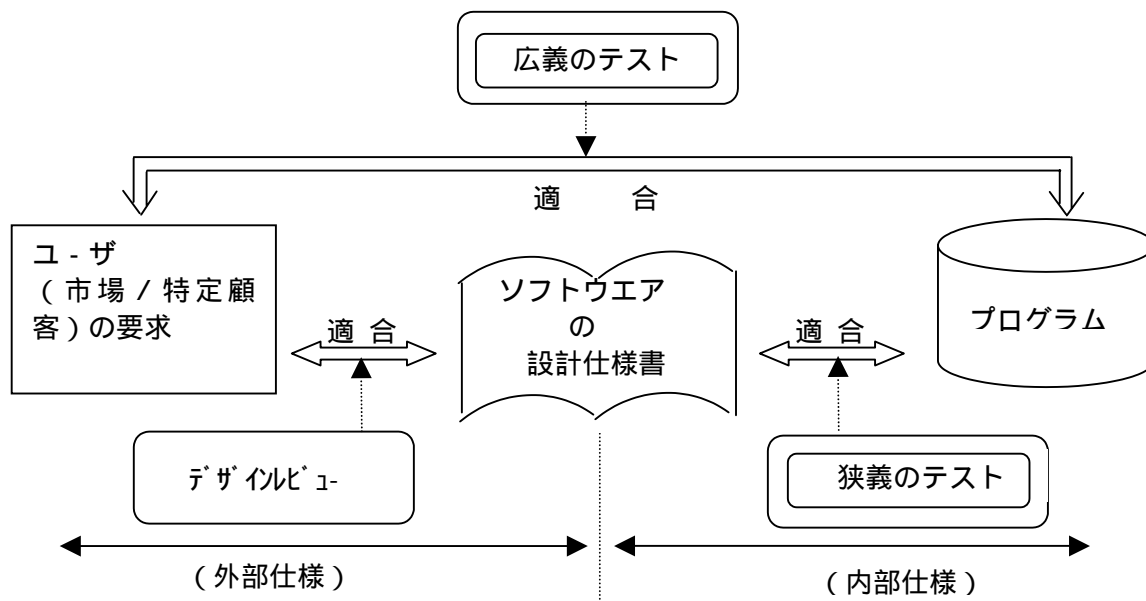 広義のテスト
適 合
ユ - ザ
( 市 場 / 特 定 顧
客 ) の 要求
適 合
ソフトウエア
の
設計仕様書
適 合
プログラム
ﾃﾞｻﾞｲﾝﾚﾋﾞｭ-
狭義のテスト
( 外部仕様 )
( 内部仕様 )